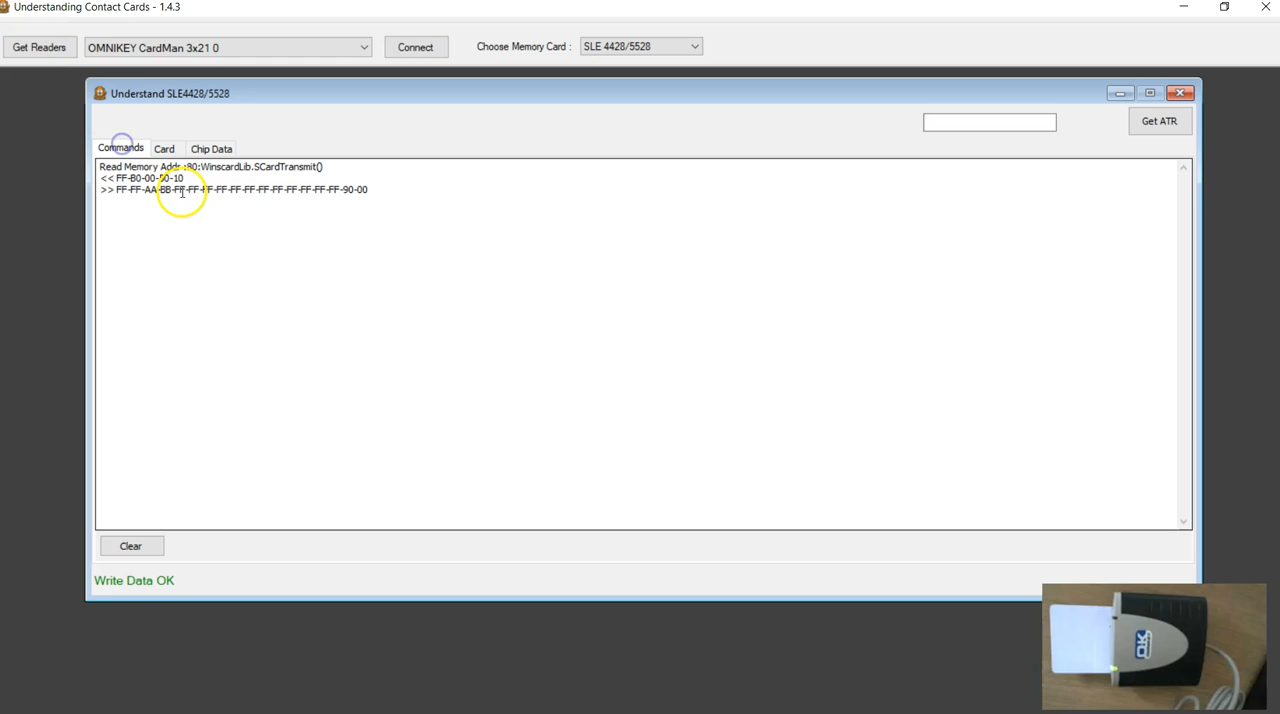 Understanding Contact Cards - 1.4.3
Get Readers OMNIKEY CardMan 3x21 0 Connect Choose Memory Card : SLE 4428/5528
Understand SLE4428/5528
Get ATR
Commands Card Chip Data
Read Memory Addr :80:WinscardLib.SCardTransmit()
<< FF-B0-00-50-10
>> FF-FF-AA-BB-FF-FF-FF-FF-FF-FF-FF-FF-FF-FF-FF-FF-90-00
Clear
Write Data OK
OK